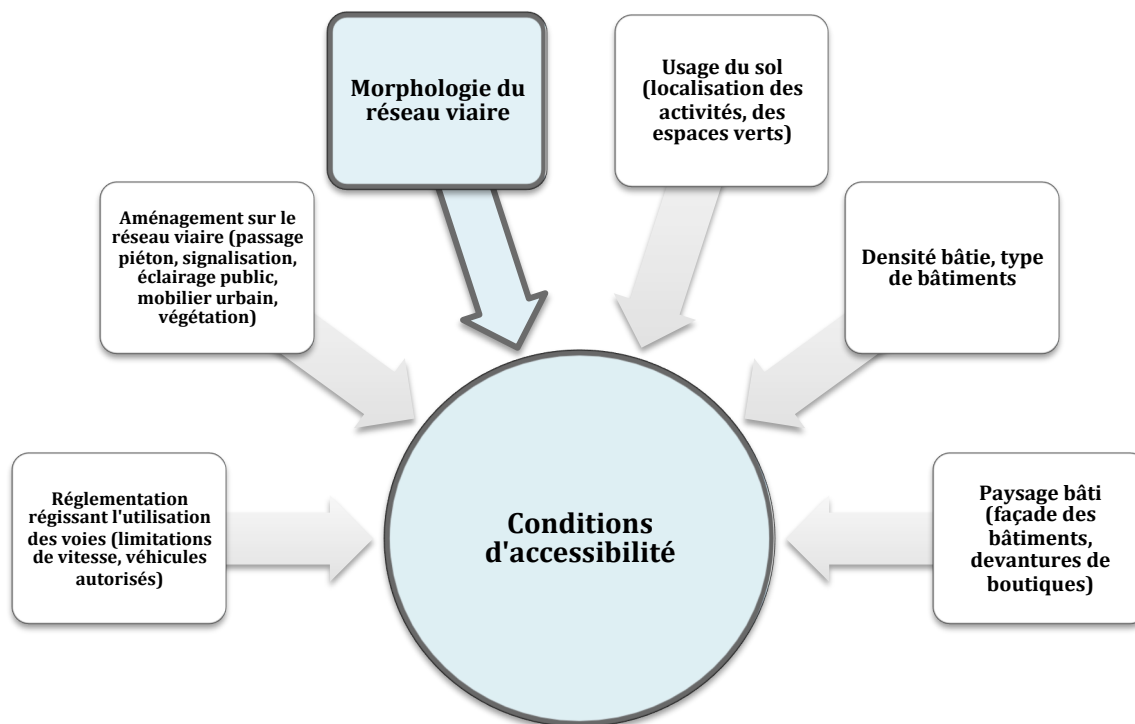 Morphologie du
réseau viaire
Usage du sol
(localisation des
activités, des
espaces verts)
Aménagement sur le
réseau viaire (passage
piéton, signalisation,
éclairage public,
mobilier urbain,
végétation)
Densité bâtie, type
de bâtiments
Réglementation
régissant l'utilisation
des voies (limitations
de vitesse, véhicules
autorisés)
Conditions
d'accessibilité
Paysage bâti
(façade des
bâtiments,
devantures de
boutiques)